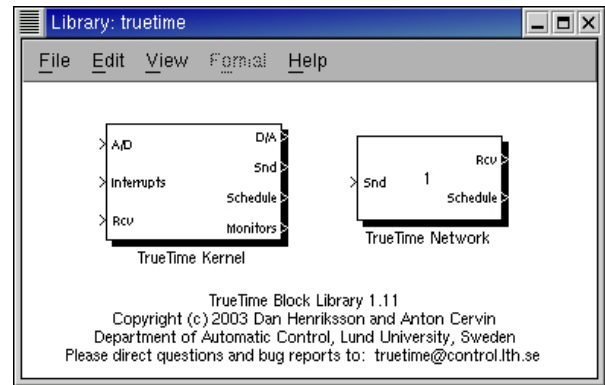 Library: truetime
File Edit View Format Help
A/D
Interrupts
Rcv
D/A
Snd
Schedule
Monitors
TrueTime Kernel
Snd
1
Rcv
Schedule
TrueTime Network
TrueTime Block Library 1.11
Copyright (c) 2003 Dan Henriksson and Anton Cervin
Department of Automatic Control, Lund University, Sweden
Please direct questions and bug reports to: truetime@control.lth.se